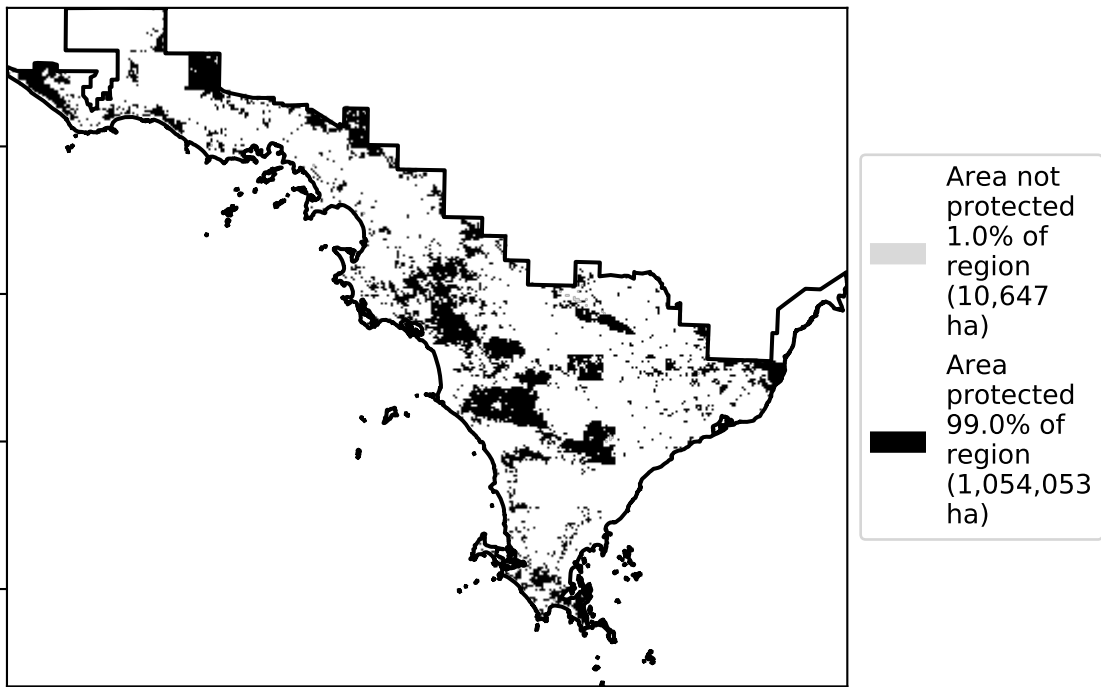 Area not
protected
1.0% of
region
(10,647
ha)
Area
protected
99.0% of
region
(1,054,053
ha)